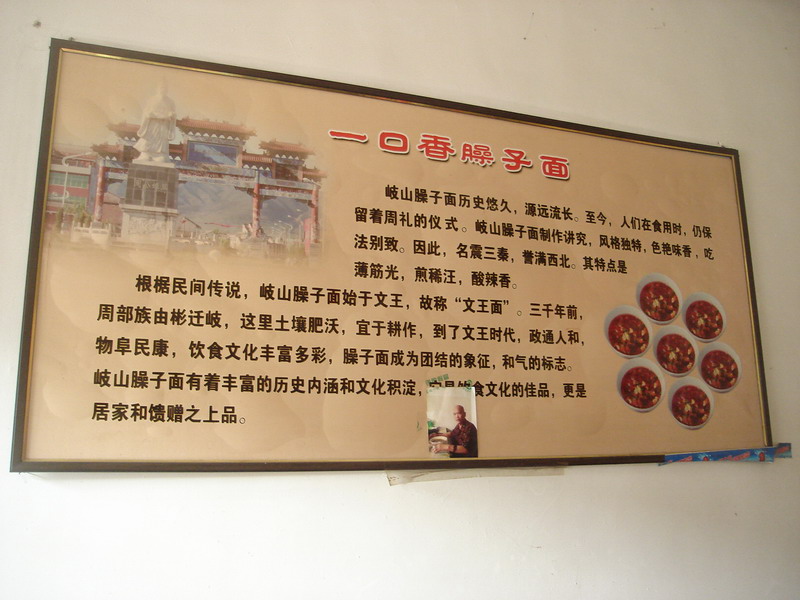 一口香臊子面
岐山臊子面历史悠久，源远流长。至今，人们在食用时，仍保
留着周礼的仪式。岐山臊子面制作讲究，风格独特，色艳味香，吃
法别致。因此，名震三秦，誉满西北。其特点是
薄筋光，煎稀汪，酸辣香。
根椐民间传说，岐山臊子面始于文王，故称“文王面”。三千年前，
周部族由彬迁岐，这里土壤肥沃，宜于耕作，到了文王时代，政通人和，
物阜民康，饮食文化丰富多彩，臊子面成为团结的象征，和气的标志。
岐山臊子面有着丰富的历史内涵和文化积淀，食文化的佳品，更是
居家和馈赠之上品。